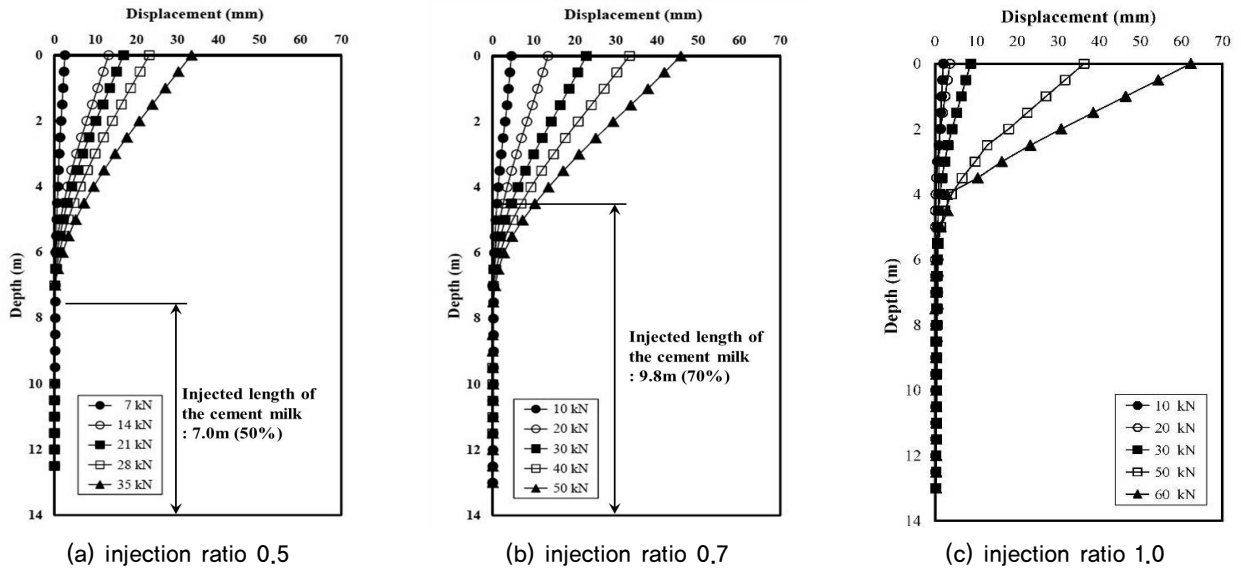 Displacement (mm)
0 10 20 30 40 50 60 70
0
2
4
6
8
10
12
14
Depth (m)
Injected length of
the cement milk
: 7.0m (50%)
7 kN
14 kN
21 kN
28 kN
35 kN
(a) injection ratio 0.5
Displacement (mm)
0 10 20 30 40 50 60 70
0
2
4
6
8
10
12
14
Depth (m)
Injected length of
the cement milk
: 9.8m (70%)
10 kN
20 kN
30 kN
40 kN
50 kN
(b) injection ratio 0.7
Displacement (mm)
0 10 20 30 40 50 60 70
0
2
4
6
8
10
12
14
Depth (m)
10 kN
20 kN
30 kN
50 kN
60 kN
(c) injection ratio 1.0